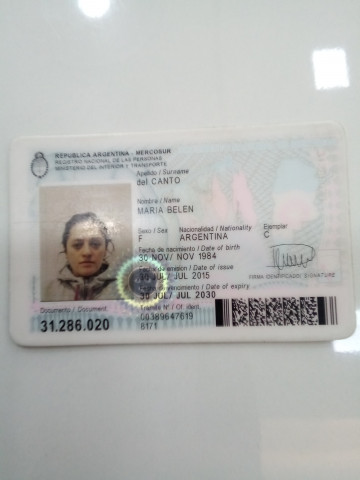 REPUBLICA ARGENTINA - MERCOSUR
REGISTRO NACIONAL DE LAS PERSONAS
MINISTERIO DEL INTERIOR Y TRANSPORTE
Apellido / Surname
del CANTO
Nombre / Name
MARIA BELEN
Sexo / Sex Nacionalidad / Nationality Ejemplar
F ARGENTINA C
Fecha de nacimiento / Date of birth
30 NOV/ NOV 1984
Fecha de emisión / Date of issue
JUL/ JUL 2015
Fecha de vencimiento / Date of expiry
30 JUL/ JUL 2030
FIRMA IDENTIFICADO / SIGNATURE
Documento / Document
31.286.020
Trámite N° / Of. ident.
00389647619
6171